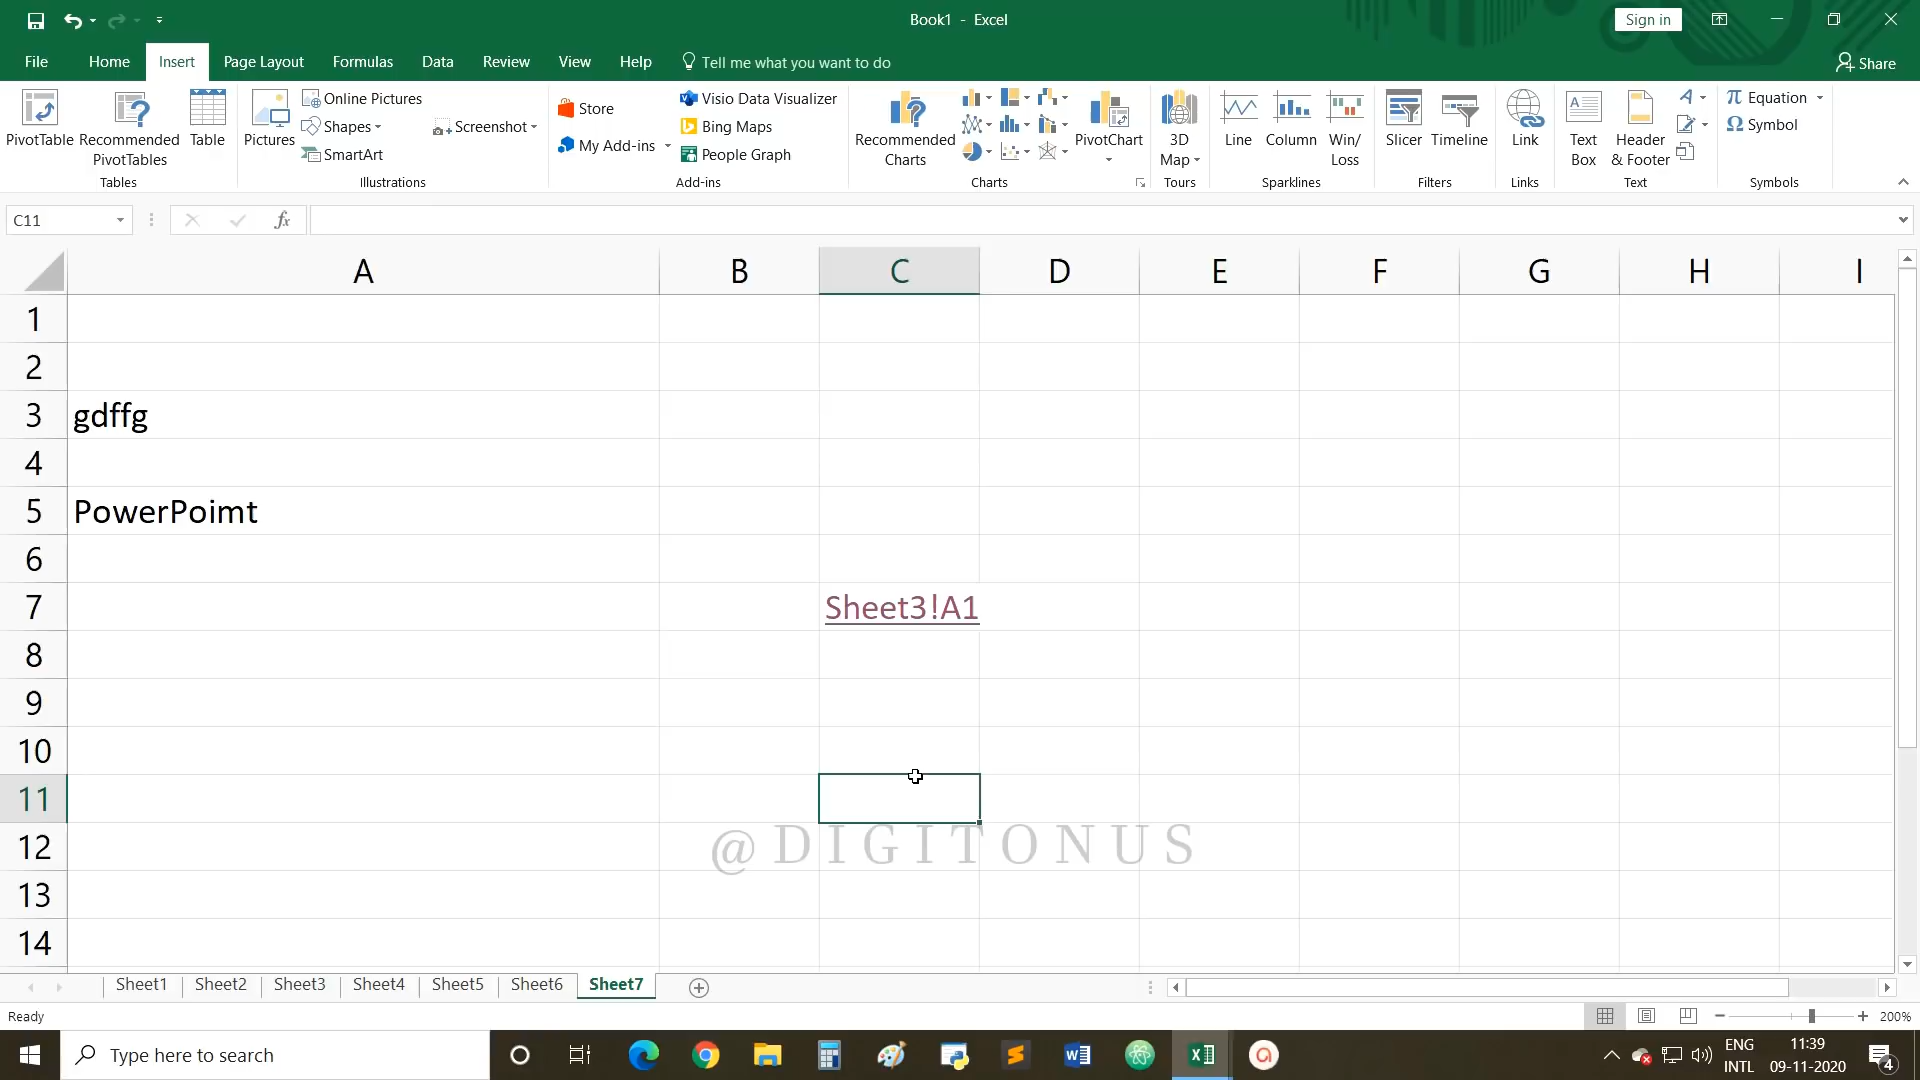 Book1 - Excel
Sign in
File Home Insert Page Layout Formulas Data Review View Help Tell me what you want to do Share
PivotTable
Recommended PivotTables
Table
Tables
Pictures
Online Pictures
Shapes
SmartArt
Screenshot
Illustrations
Store
My Add-ins
Visio Data Visualizer
Bing Maps
People Graph
Add-ins
Recommended Charts
PivotChart
Charts
3D Map
Tours
Line
Column
Win/Loss
Sparklines
Slicer
Timeline
Filters
Link
Links
Text Box
Header & Footer
Text
Equation
Symbol
Symbols
C11
fx
A B C D E F G H I
1
2
3 gdffg
4
5 PowerPoimt
6
7 Sheet3!A1
8
9
10
11
12
@DIGITONUS
13
14
Sheet1 Sheet2 Sheet3 Sheet4 Sheet5 Sheet6 Sheet7
Ready
200%
Type here to search
ENG
INTL
11:39
09-11-2020
4